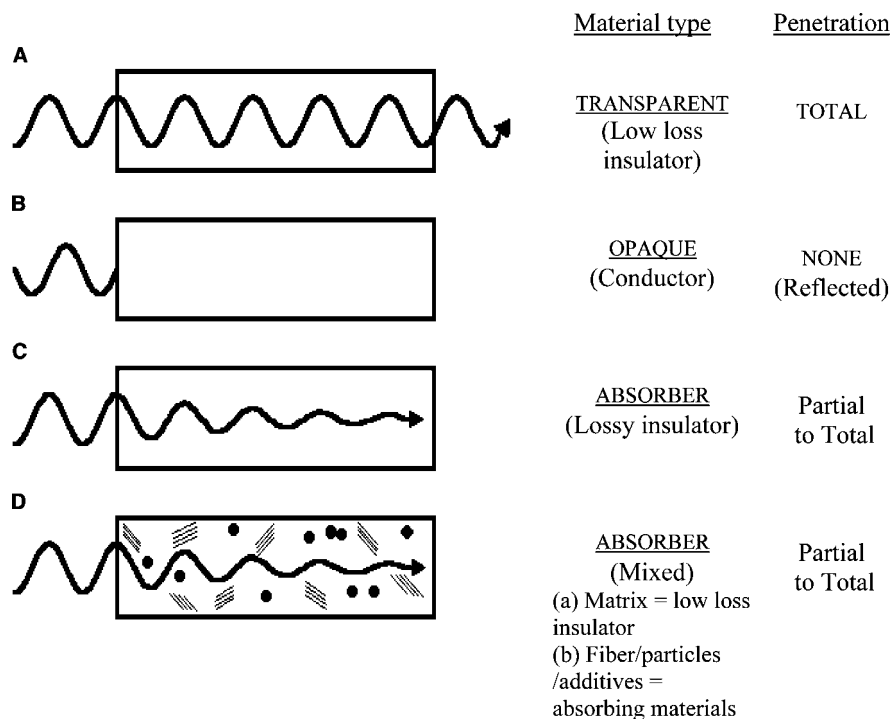 Material type Penetration
A
TRANSPARENT
(Low loss
insulator)
TOTAL
B
OPAQUE
(Conductor)
NONE
(Reflected)
C
ABSORBER
(Lossy insulator)
Partial
to Total
D
ABSORBER
(Mixed)
(a) Matrix = low loss
insulator
(b) Fiber/particles
/additives =
absorbing materials
Partial
to Total